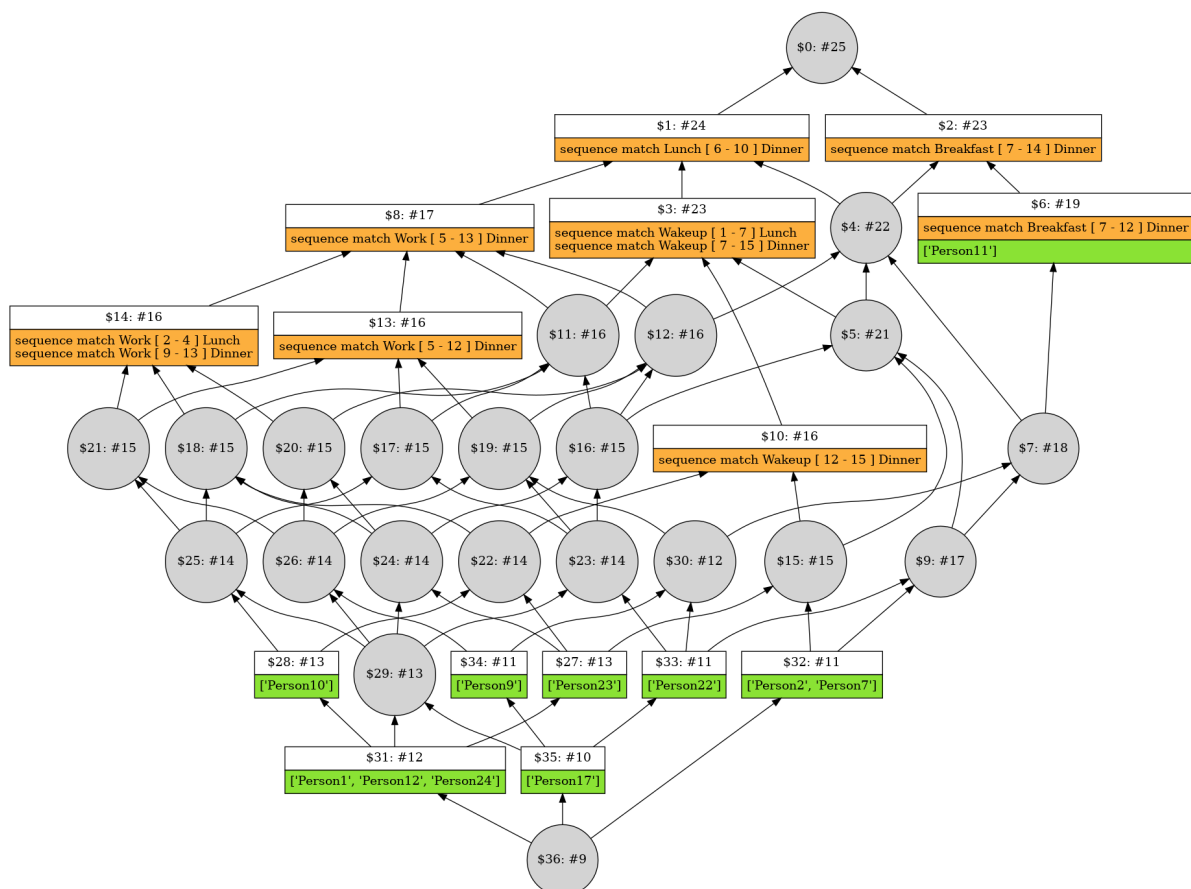 $0: #25
$1: #24
sequence match Lunch [ 6 - 10 ] Dinner
$2: #23
sequence match Breakfast [ 7 - 14 ] Dinner
$8: #17
sequence match Work [ 5 - 13 ] Dinner
$3: #23
sequence match Wakeup [ 1 - 7 ] Lunch
sequence match Wakeup [ 7 - 15 ] Dinner
$4: #22
$6: #19
sequence match Breakfast [ 7 - 12 ] Dinner
['Person11']
$14: #16
sequence match Work [ 2 - 4 ] Lunch
sequence match Work [ 9 - 13 ] Dinner
$13: #16
sequence match Work [ 5 - 12 ] Dinner
$11: #16
$12: #16
$5: #21
$21: #15
$18: #15
$20: #15
$17: #15
$19: #15
$16: #15
$10: #16
sequence match Wakeup [ 12 - 15 ] Dinner
$7: #18
$25: #14
$26: #14
$24: #14
$22: #14
$23: #14
$30: #12
$15: #15
$9: #17
$28: #13
['Person10']
$29: #13
$34: #11
['Person9']
$27: #13
['Person23']
$33: #11
['Person22']
$32: #11
['Person2', 'Person7']
$31: #12
['Person1', 'Person12', 'Person24']
$35: #10
['Person17']
$36: #9